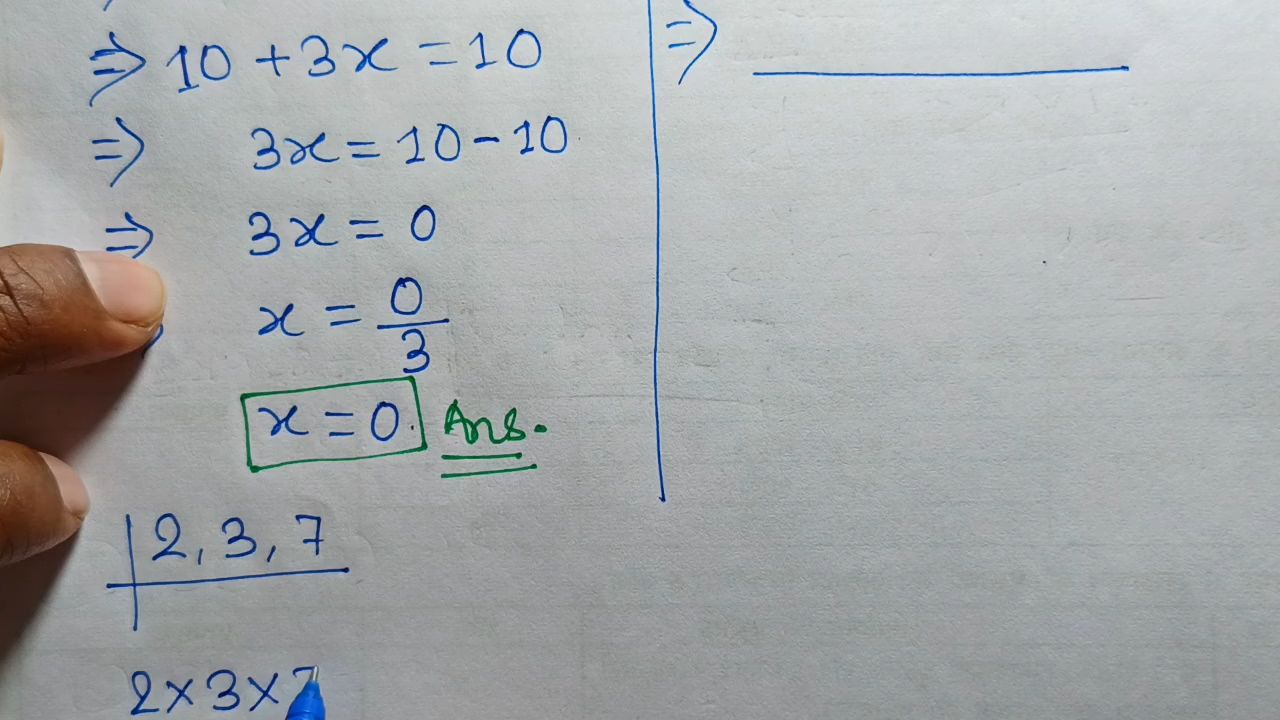 ⇒ 10 + 3x = 10
⇒ 3x = 10 - 10
⇒ 3x = 0
x = 0/3
x = 0. Ans.
2, 3, 7
2 × 3 ×
⇒